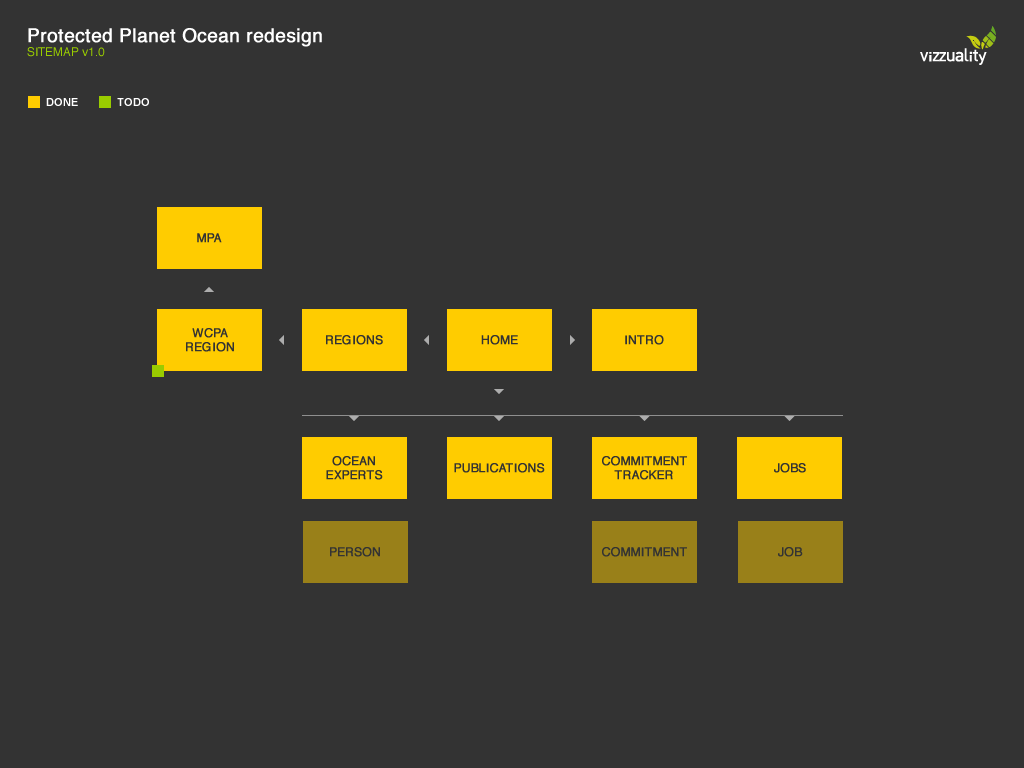 Protected Planet Ocean redesign
SITEMAP v1.0
vizzuality
DONE
TODO
MPA
WCPA
REGION
REGIONS
HOME
INTRO
OCEAN
EXPERTS
PUBLICATIONS
COMMITMENT
TRACKER
JOBS
PERSON
COMMITMENT
JOB